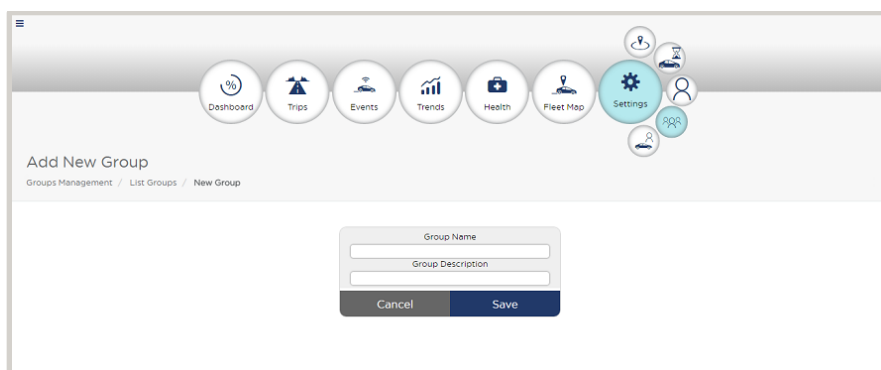 %
Dashboard
Trips
Events
Trends
Health
Fleet Map
Settings
Add New Group
Groups Management / List Groups / New Group
Group Name
Group Description
Cancel
Save